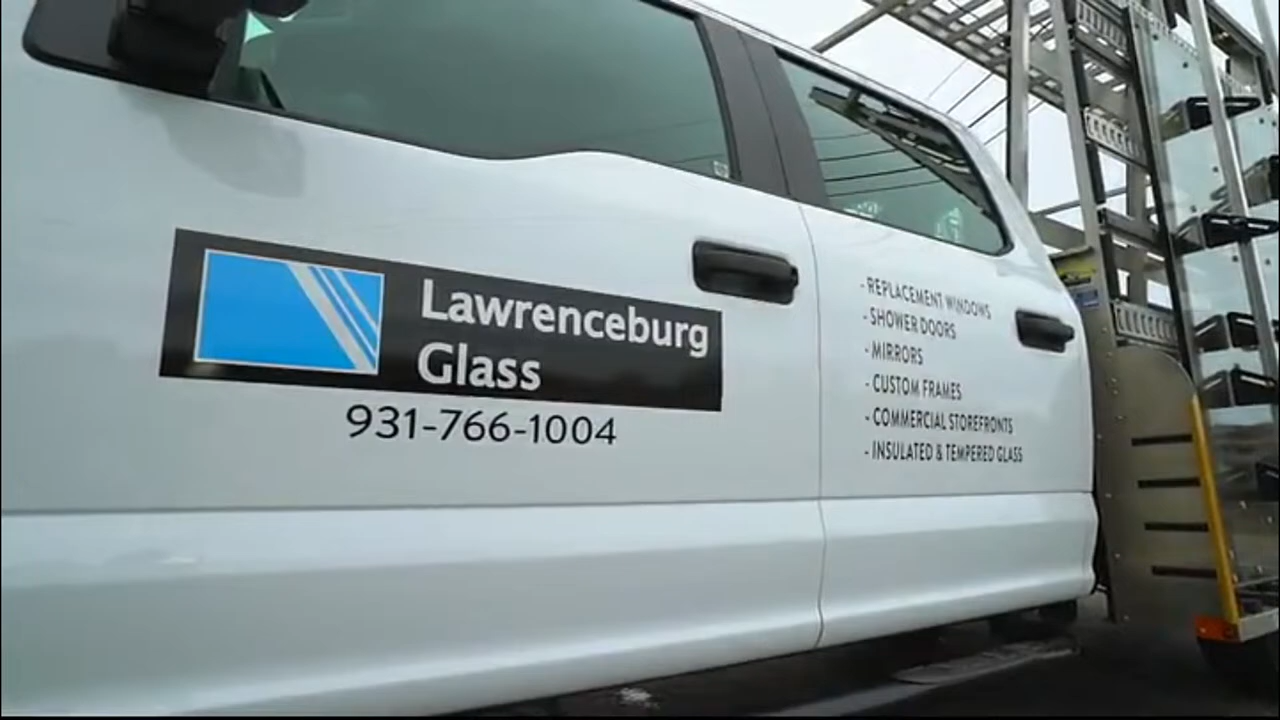 Lawrenceburg
Glass
931-766-1004
- REPLACEMENT WINDOWS
- SHOWER DOORS
- MIRRORS
- CUSTOM FRAMES
- COMMERCIAL STOREFRONTS
- INSULATED & TEMPERED GLASS